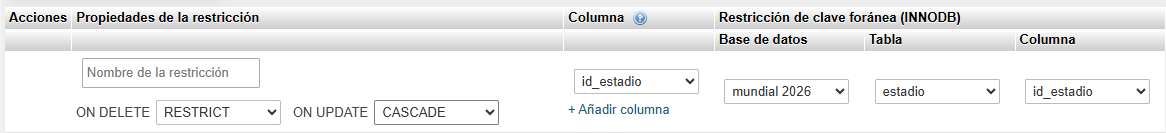 Acciones Propiedades de la restricción Columna Restricción de clave foránea (INNODB)
Base de datos Tabla Columna
Nombre de la restricción
id_estadio mundial 2026 estadio id_estadio
ON DELETE RESTRICT ON UPDATE CASCADE + Añadir columna